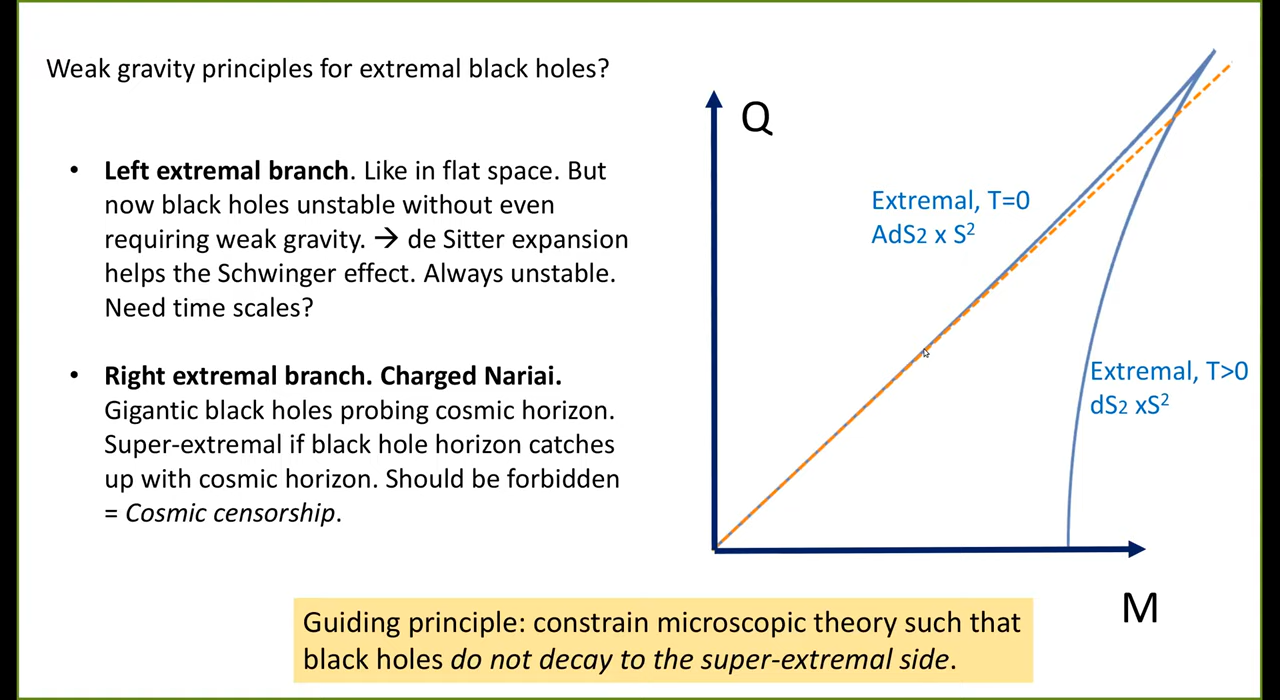 Weak gravity principles for extremal black holes?
• Left extremal branch. Like in flat space. But
now black holes unstable without even
requiring weak gravity. → de Sitter expansion
helps the Schwinger effect. Always unstable.
Need time scales?
• Right extremal branch. Charged Nariai.
Gigantic black holes probing cosmic horizon.
Super-extremal if black hole horizon catches
up with cosmic horizon. Should be forbidden
= Cosmic censorship.
Q
Extremal, T=0
AdS2 x S²
Extremal, T>0
dS2 xS²
M
Guiding principle: constrain microscopic theory such that
black holes do not decay to the super-extremal side.